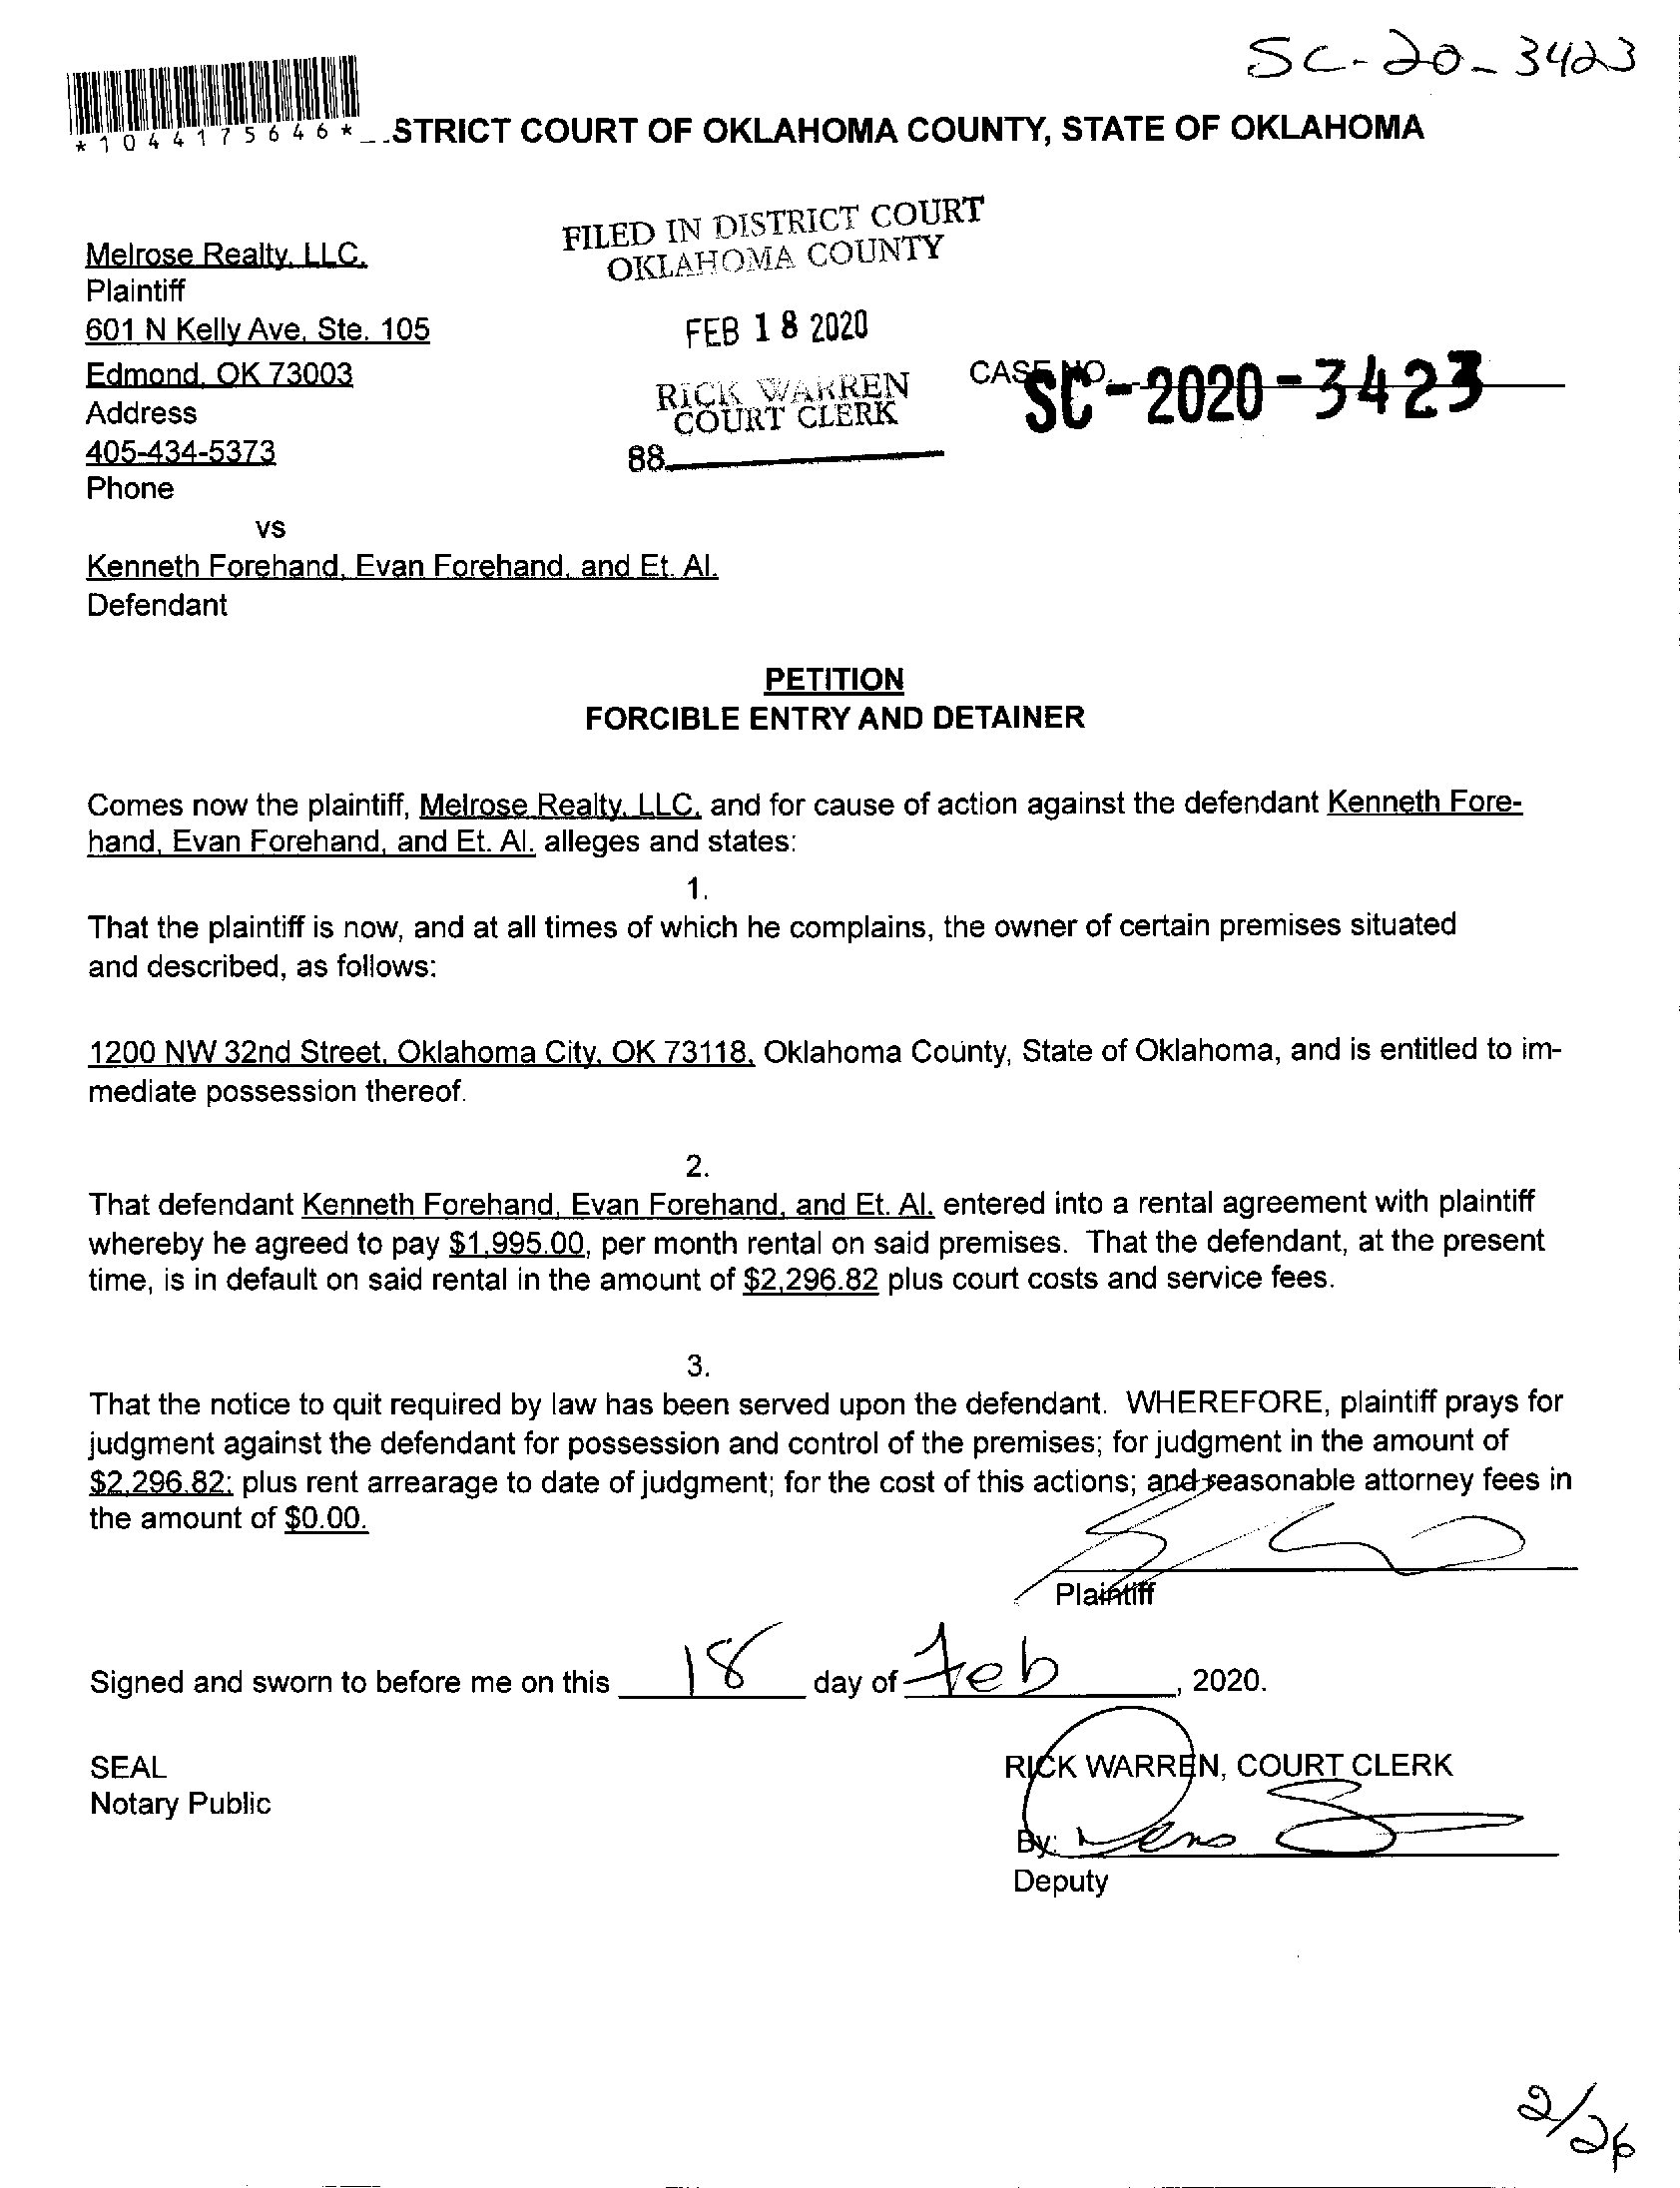 SC-20-3423
*1044175646*
STRICT COURT OF OKLAHOMA COUNTY, STATE OF OKLAHOMA
FILED IN DISTRICT COURT
OKLAHOMA COUNTY
Melrose Realty, LLC.
Plaintiff
601 N Kelly Ave, Ste. 105
FEB 18 2020
Edmond, OK 73003
RICK WARREN
COURT CLERK
CASE NO. SC-2020-3423
Address
405-434-5373
88
Phone
vs
Kenneth Forehand, Evan Forehand, and Et. Al.
Defendant
PETITION
FORCIBLE ENTRY AND DETAINER
Comes now the plaintiff, Melrose Realty, LLC, and for cause of action against the defendant Kenneth Fore-
hand, Evan Forehand, and Et. Al. alleges and states:
1.
That the plaintiff is now, and at all times of which he complains, the owner of certain premises situated
and described, as follows:
1200 NW 32nd Street, Oklahoma City, OK 73118, Oklahoma County, State of Oklahoma, and is entitled to im-
mediate possession thereof.
2.
That defendant Kenneth Forehand, Evan Forehand, and Et. Al. entered into a rental agreement with plaintiff
whereby he agreed to pay $1,995.00, per month rental on said premises. That the defendant, at the present
time, is in default on said rental in the amount of $2,296.82 plus court costs and service fees.
3.
That the notice to quit required by law has been served upon the defendant. WHEREFORE, plaintiff prays for
judgment against the defendant for possession and control of the premises; for judgment in the amount of
$2,296.82; plus rent arrearage to date of judgment; for the cost of this actions; and reasonable attorney fees in
the amount of $0.00.
Plaintiff
Signed and sworn to before me on this 18 day of Feb, 2020.
SEAL
RICK WARREN, COURT CLERK
Notary Public
By:
Deputy
2/26